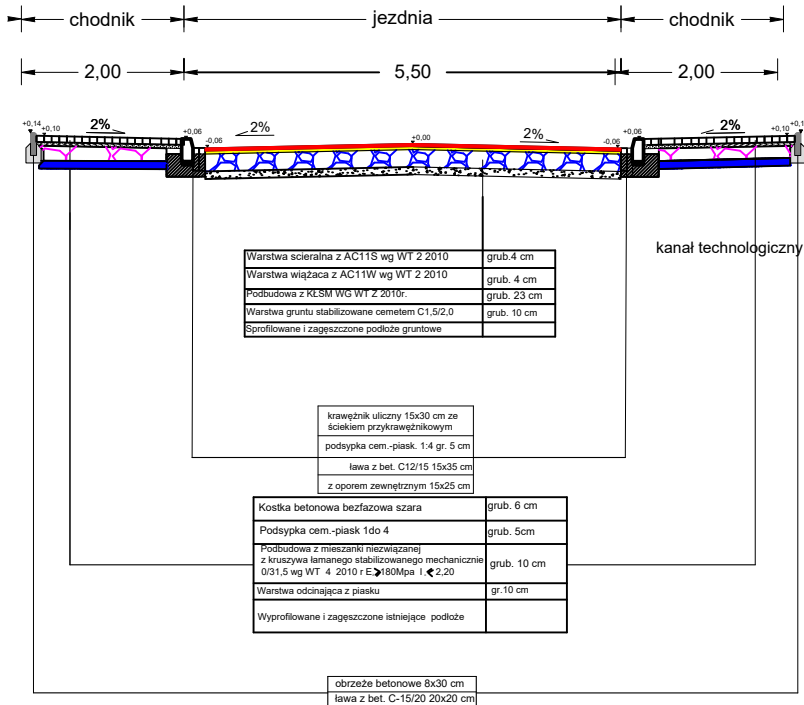 chodnik jezdnia chodnik
2,00 5,50 2,00
+0,14 +0,10 2% +0,06 -0,06 2% +0,00 2% -0,06 +0,06 2% +0,10 +0,1
kanał technologiczny
Warstwa scieralna z AC11S wg WT 2 2010 grub.4 cm
Warstwa wiążaca z AC11W wg WT 2 2010 grub. 4 cm
Podbudowa z KŁSM WG WT Z 2010r. grub. 23 cm
Warstwa gruntu stabilizowane cemetem C1,5/2,0 grub. 10 cm
Sprofilowane i zagęszczone podłoże gruntowe
krawężnik uliczny 15x30 cm ze
ściekiem przykrawężnikowym
podsypka cem.-piask. 1:4 gr. 5 cm
ława z bet. C12/15 15x35 cm
z oporem zewnętrznym 15x25 cm
Kostka betonowa bezfazowa szara grub. 6 cm
Podsypka cem.-piask 1do 4 grub. 5cm
Podbudowa z mieszanki niezwiązanej
z kruszywa łamanego stabilizowanego mechanicznie grub. 10 cm
0/31,5 wg WT 4 2010 r E > 180Mpa I < 2,20
Warstwa odcinająca z piasku gr.10 cm
Wyprofilowane i zagęszczone istniejące podłoże
obrzeże betonowe 8x30 cm
ława z bet. C-15/20 20x20 cm